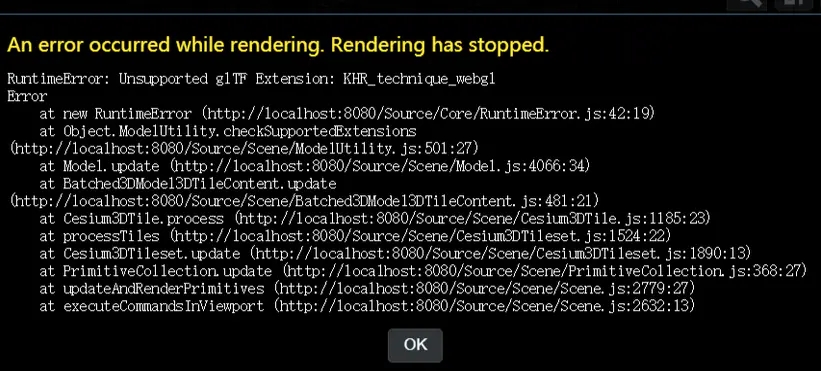 An error occurred while rendering. Rendering has stopped.
RuntimeError: Unsupported glTF Extension: KHR_technique_webgl
Error
at new RuntimeError (http://localhost:8080/Source/Core/RuntimeError.js:42:19)
at Object.ModelUtility.checkSupportedExtensions
(http://localhost:8080/Source/Scene/ModelUtility.js:501:27)
at Model.update (http://localhost:8080/Source/Scene/Model.js:4066:34)
at Batched3DModel3DTileContent.update
(http://localhost:8080/Source/Scene/Batched3DModel3DTileContent.js:481:21)
at Cesium3DTile.process (http://localhost:8080/Source/Scene/Cesium3DTile.js:1185:23)
at processTiles (http://localhost:8080/Source/Scene/Cesium3DTileset.js:1524:22)
at Cesium3DTileset.update (http://localhost:8080/Source/Scene/Cesium3DTileset.js:1890:13)
at PrimitiveCollection.update (http://localhost:8080/Source/Scene/PrimitiveCollection.js:368:27)
at updateAndRenderPrimitives (http://localhost:8080/Source/Scene/Scene.js:2779:27)
at executeCommandsInViewport (http://localhost:8080/Source/Scene/Scene.js:2632:13)
OK